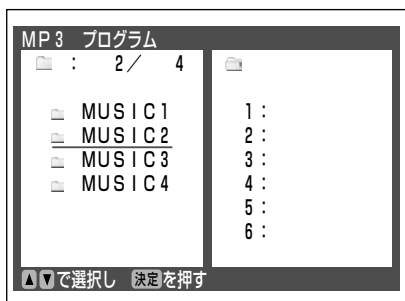 MP3 プログラム
: 2/ 4
MUSIC1
MUSIC2
MUSIC3
MUSIC4
1:
2:
3:
4:
5:
6:
▲▼で選択し 決定を押す